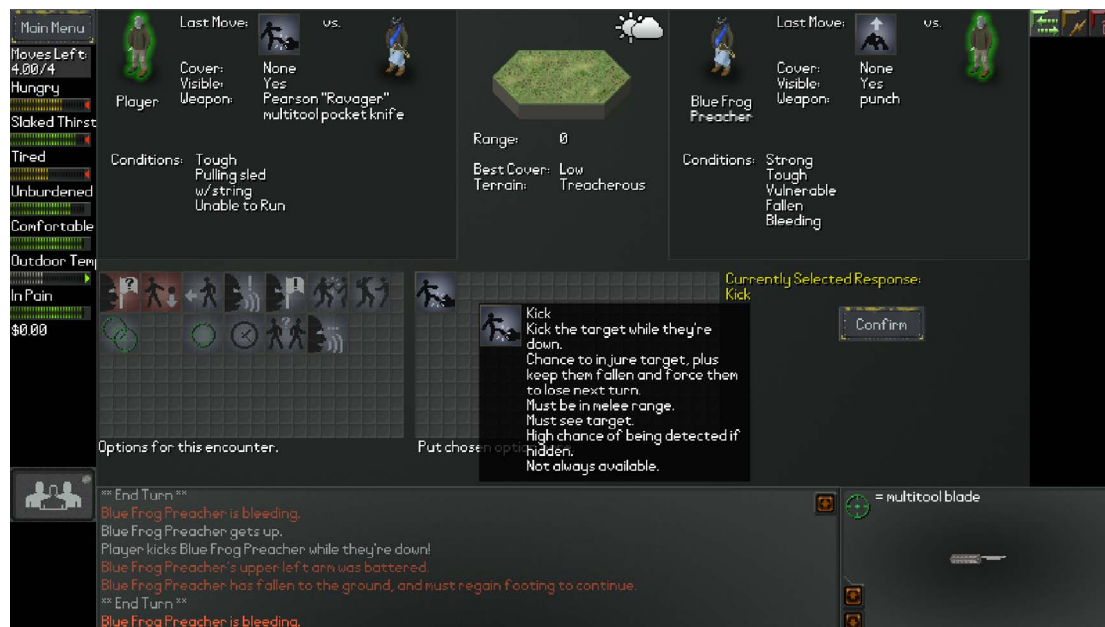 Main Menu
Moves Left:
4.00/4
Hungry
Slaked Thirst
Tired
Unburdened
Comfortable
Outdoor Tem
In Pain
$0.00
Last Move:
vs.
Cover: None
Visible: Yes
Weapon: Pearson "Ravager"
multitool pocket knife
Player
Conditions: Tough
Pulling sled
w/string
Unable to Run
Range: 0
Best Cover: Low
Terrain: Treacherous
Last Move:
vs.
Cover: None
Visible: Yes
Weapon: punch
Blue Frog
Preacher
Conditions: Strong
Tough
Vulnerable
Fallen
Bleeding
Options for this encounter.
Put chosen opti
Kick
Kick the target while they're
down.
Chance to injure target, plus
keep them fallen and force them
to lose next turn.
Must be in melee range.
Must see target.
High chance of being detected if
hidden.
Not always available.
Currently Selected Response:
Kick
Confirm
** End Turn **
Blue Frog Preacher is bleeding.
Blue Frog Preacher gets up.
Player kicks Blue Frog Preacher while they're down!
Blue Frog Preacher's upper left arm was battered.
Blue Frog Preacher has fallen to the ground, and must regain footing to continue.
** End Turn **
Blue Frog Preacher is bleeding.
= multitool blade